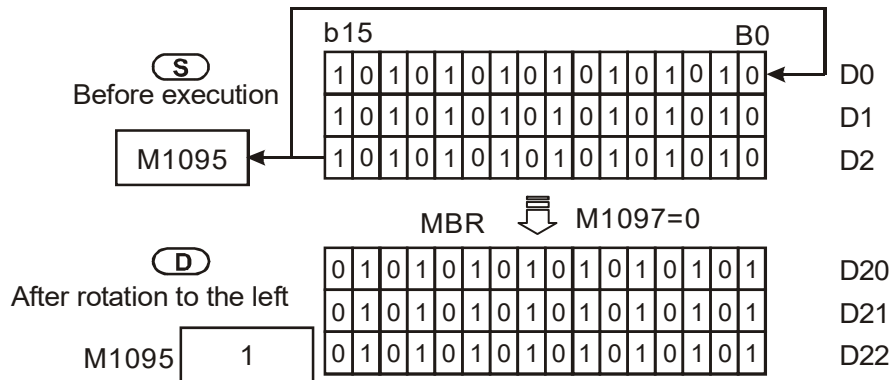 b15 B0
S
Before execution
1 0 1 0 1 0 1 0 1 0 1 0 1 0 1 0 D0
1 0 1 0 1 0 1 0 1 0 1 0 1 0 1 0 D1
M1095 1 0 1 0 1 0 1 0 1 0 1 0 1 0 1 0 D2
MBR M1097=0
D
After rotation to the left
0 1 0 1 0 1 0 1 0 1 0 1 0 1 0 1 D20
0 1 0 1 0 1 0 1 0 1 0 1 0 1 0 1 D21
M1095 1 0 1 0 1 0 1 0 1 0 1 0 1 0 1 0 1 D22